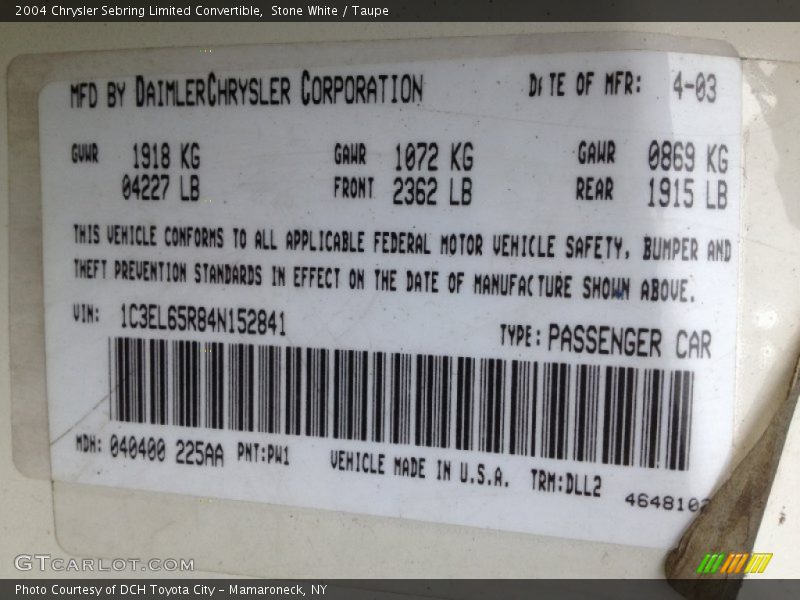 2004 Chrysler Sebring Limited Convertible,  Stone White / Taupe
MFD BY DAIMLERCHRYSLER CORPORATION DATE OF MFR: 4-03
GVWR 1918 KG GAWR 1072 KG GAWR 0869 KG
04227 LB FRONT 2362 LB REAR 1915 LB
THIS VEHICLE CONFORMS TO ALL APPLICABLE FEDERAL MOTOR VEHICLE SAFETY, BUMPER AND
THEFT PREVENTION STANDARDS IN EFFECT ON THE DATE OF MANUFACTURE SHOWN ABOVE.
VIN: 1C3EL65R84N152841 TYPE: PASSENGER CAR
MDH: 040400 225AA PNT:PW1 VEHICLE MADE IN U.S.A. TRM:DLL2
GTCARLOT.COM
Photo Courtesy of DCH Toyota City – Mamaroneck, NY